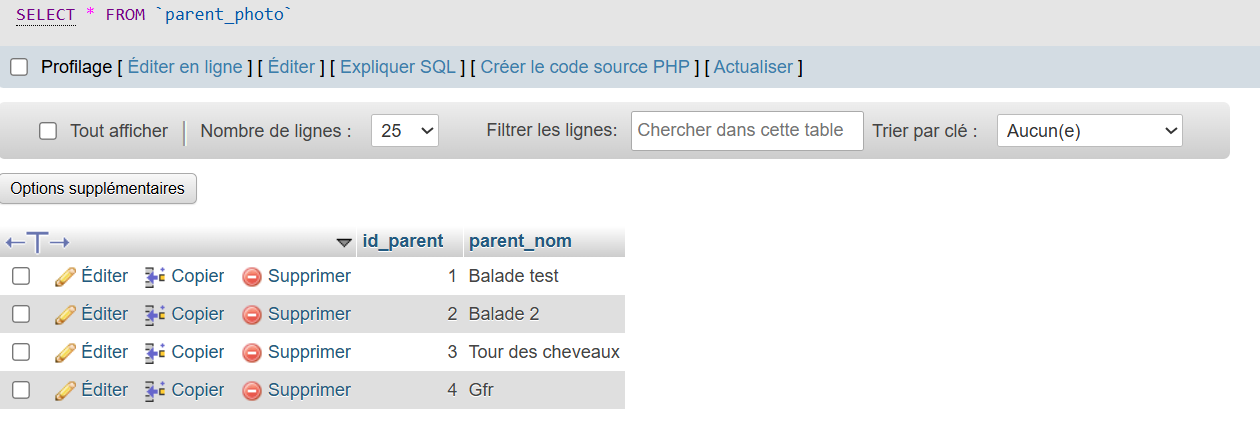 SELECT * FROM `parent_photo`
Profilage [ Éditer en ligne ] [ Éditer ] [ Expliquer SQL ] [ Créer le code source PHP ] [ Actualiser ]
Tout afficher | Nombre de lignes : 25 Filtrer les lignes: Chercher dans cette table Trier par clé : Aucun(e)
Options supplémentaires
←T→ id_parent parent_nom
Éditer Copier Supprimer 1 Balade test
Éditer Copier Supprimer 2 Balade 2
Éditer Copier Supprimer 3 Tour des cheveaux
Éditer Copier Supprimer 4 Gfr